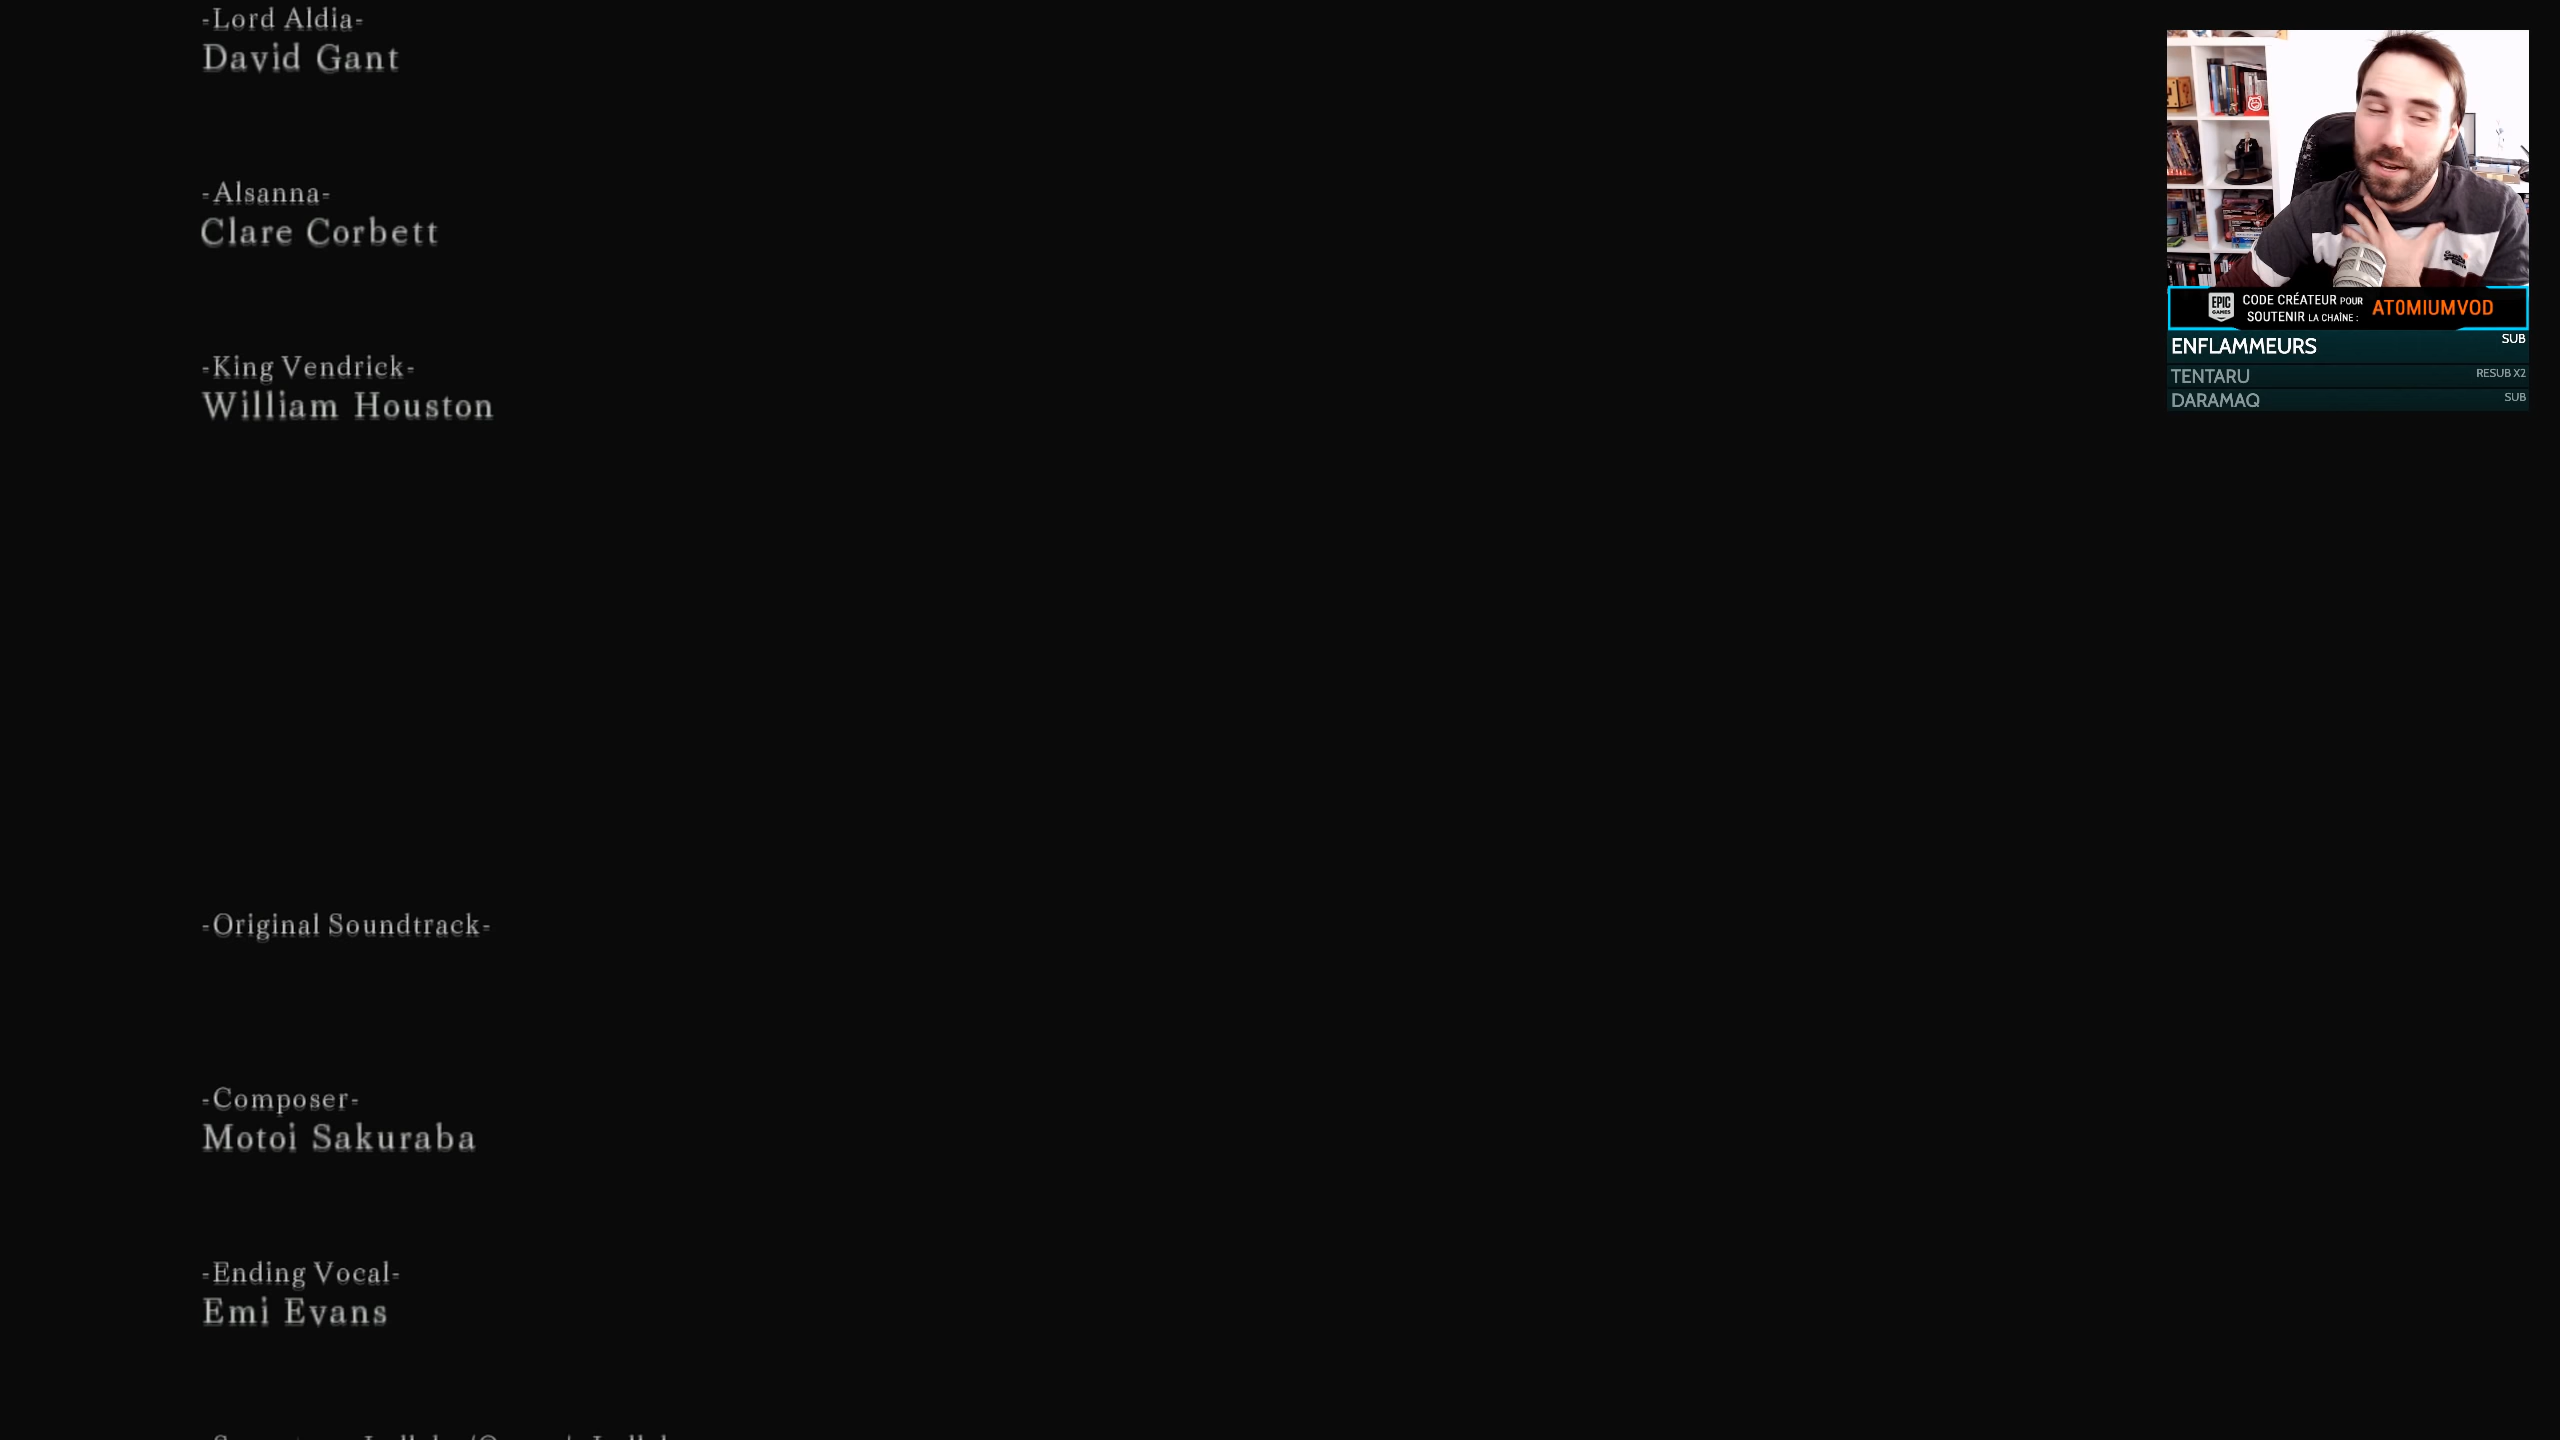 -Lord Aldia-
David Gant
-Alsanna-
Clare Corbett
-King Vendrick-
William Houston
-Original Soundtrack-
-Composer-
Motoi Sakuraba
-Ending Vocal-
Emi Evans
EPIC GAMES
CODE CRÉATEUR POUR
SOUTENIR LA CHAÎNE :
AT0MIUMVOD
ENFLAMMEURS SUB
TENTARU RESUB X2
DARAMAQ SUB